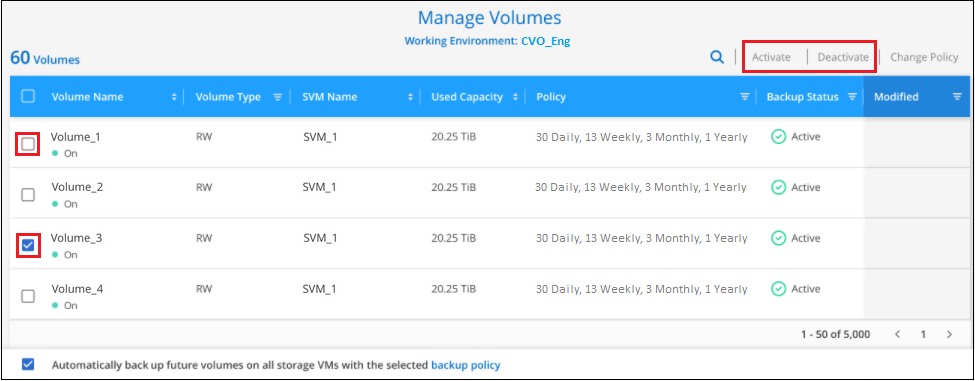 Manage Volumes
Working Environment: CVO_Eng
60 Volumes Activate Deactivate Change Policy
Volume Name Volume Type SVM Name Used Capacity Policy Backup Status Modified
Volume_1 RW SVM_1 20.25 TiB 30 Daily, 13 Weekly, 3 Monthly, 1 Yearly Active
On
Volume_2 RW SVM_1 20.25 TiB 30 Daily, 13 Weekly, 3 Monthly, 1 Yearly Active
On
Volume_3 RW SVM_1 20.25 TiB 30 Daily, 13 Weekly, 3 Monthly, 1 Yearly Active
On
Volume_4 RW SVM_1 20.25 TiB 30 Daily, 13 Weekly, 3 Monthly, 1 Yearly Active
On
1 - 50 of 5,000 < 1 >
Automatically back up future volumes on all storage VMs with the selected backup policy